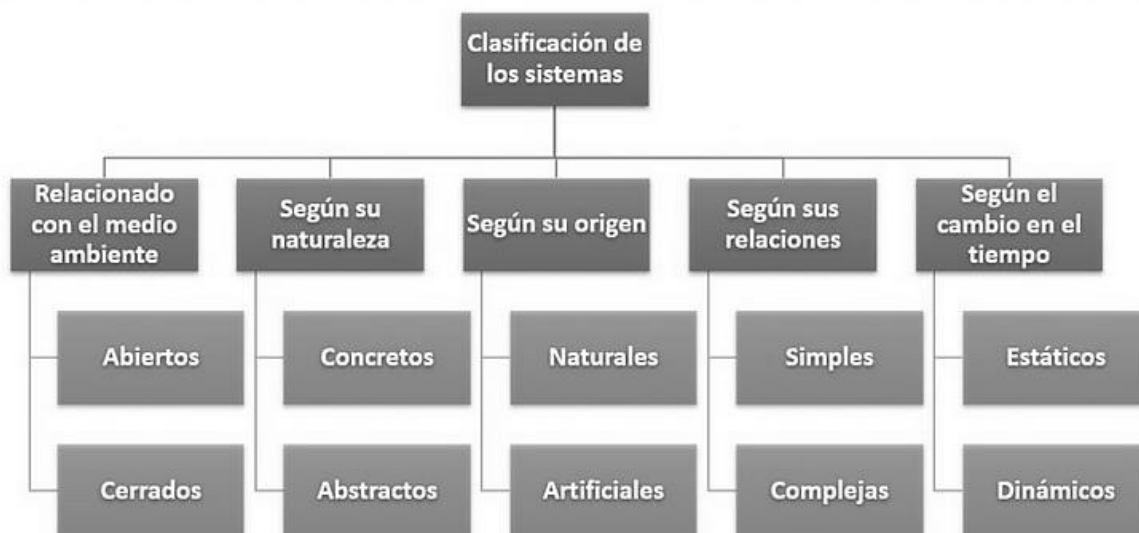 Clasificación de
los sistemas
Relacionado
con el medio
ambiente
Según su
naturaleza
Según su origen
Según sus
relaciones
Según el
cambio en el
tiempo
Abiertos
Concretos
Naturales
Simples
Estáticos
Cerrados
Abstractos
Artificiales
Complejas
Dinámicos